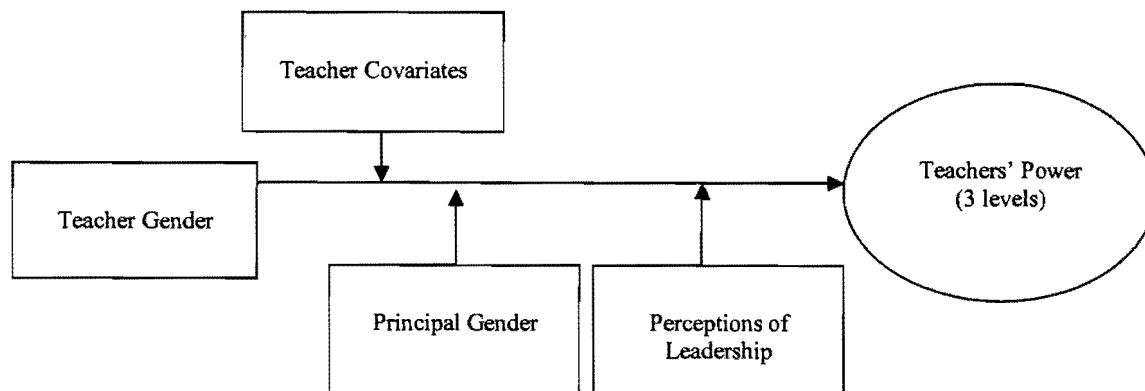 Teacher Covariates
Teacher Gender
Teachers' Power
(3 levels)
Principal Gender
Perceptions of
Leadership